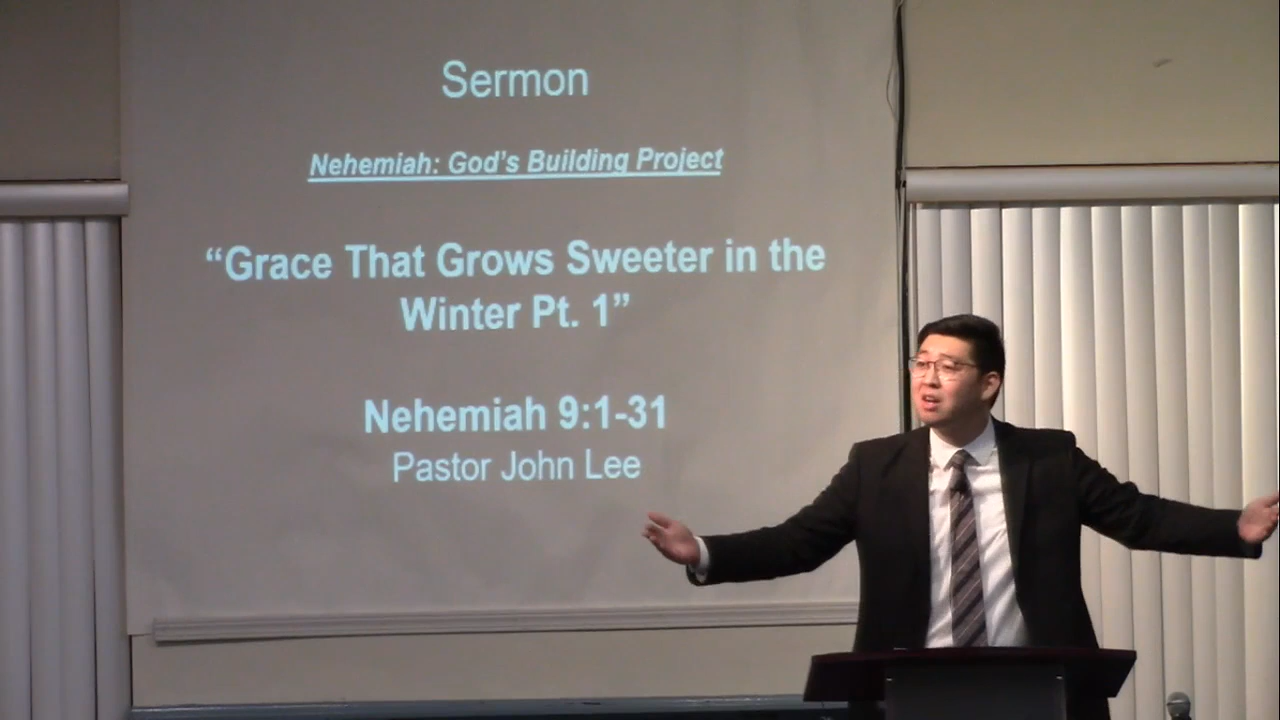 Sermon
Nehemiah: God's Building Project
“Grace That Grows Sweeter in the
Winter Pt. 1”
Nehemiah 9:1-31
Pastor John Lee